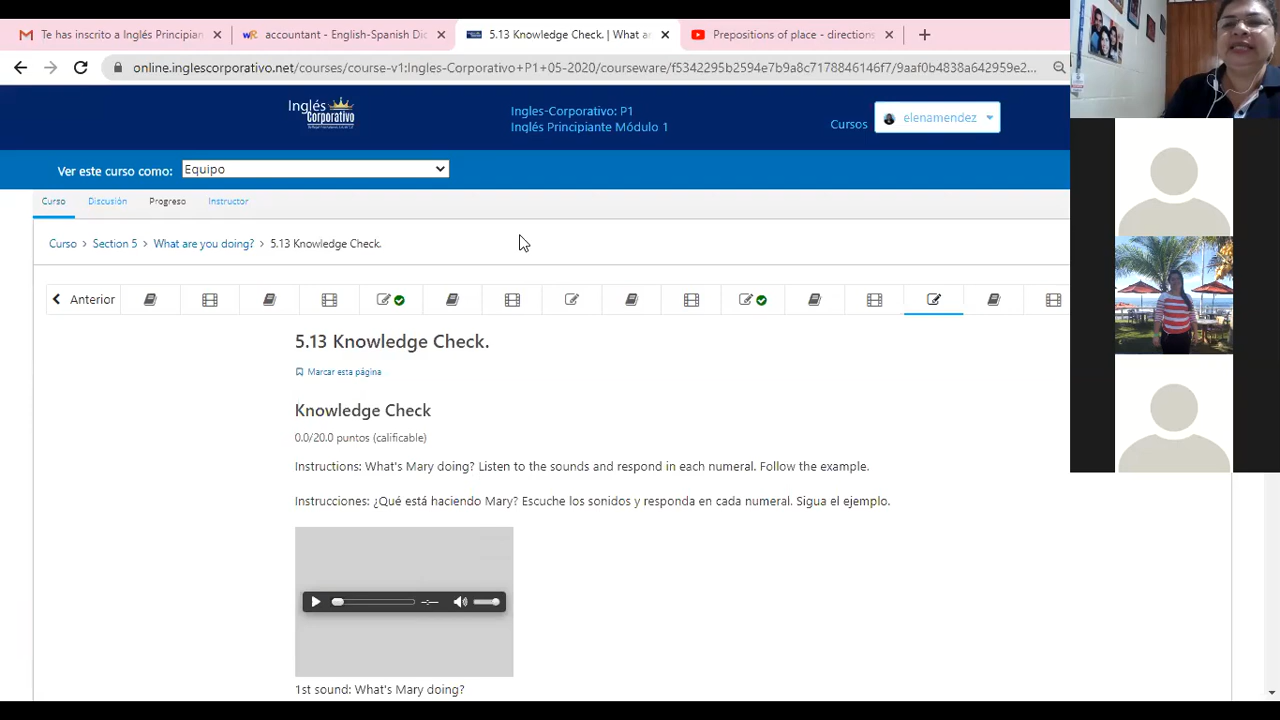 Te has inscrito a Inglés Principian
accountant - English-Spanish Dic
5.13 Knowledge Check. | What a
Prepositions of place - directions
online.inglescorporativo.net/courses/course-v1:Ingles-Corporativo+P1+05-2020/courseware/f5342295b2594e7b9a8c7178846146f7/9aaf0b4838a642959e2...
Inglés
Corporativo
Ingles-Corporativo: P1
Inglés Principiante Módulo 1
Cursos
elenamendez
Ver este curso como:
Equipo
Curso
Discusión
Progreso
Instructor
Curso > Section 5 > What are you doing? > 5.13 Knowledge Check.
Anterior
5.13 Knowledge Check.
Marcar esta página
Knowledge Check
0.0/20.0 puntos (calificable)
Instructions: What's Mary doing? Listen to the sounds and respond in each numeral. Follow the example.
Instrucciones: ¿Qué está haciendo Mary? Escuche los sonidos y responda en cada numeral. Sigua el ejemplo.
-:-
1st sound: What's Mary doing?